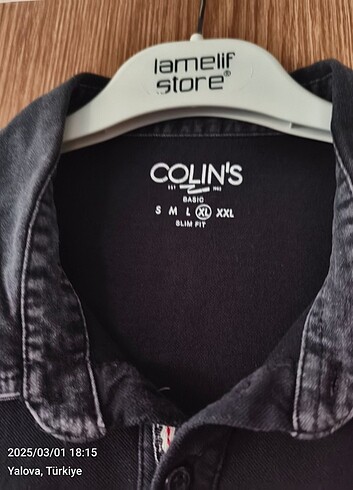 lamelif
store®
COLIN'S
EST 1983
BASIC
S M L XL XXL
SLIM FIT
2025/03/01 18:15
Yalova, Türkiye